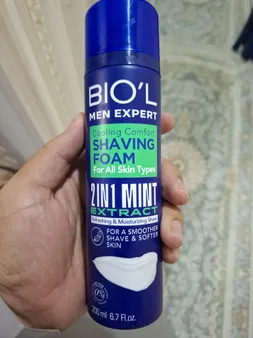 BIO'L
MEN EXPERT
Cooling Comfort
SHAVING
FOAM
For All Skin Types
2IN1 MINT
EXTRACT
Refreshing & Moisturizing Shave
FOR A SMOOTHER
SHAVE & SOFTER
SKIN
200 ml 6.7 Fl. oz.